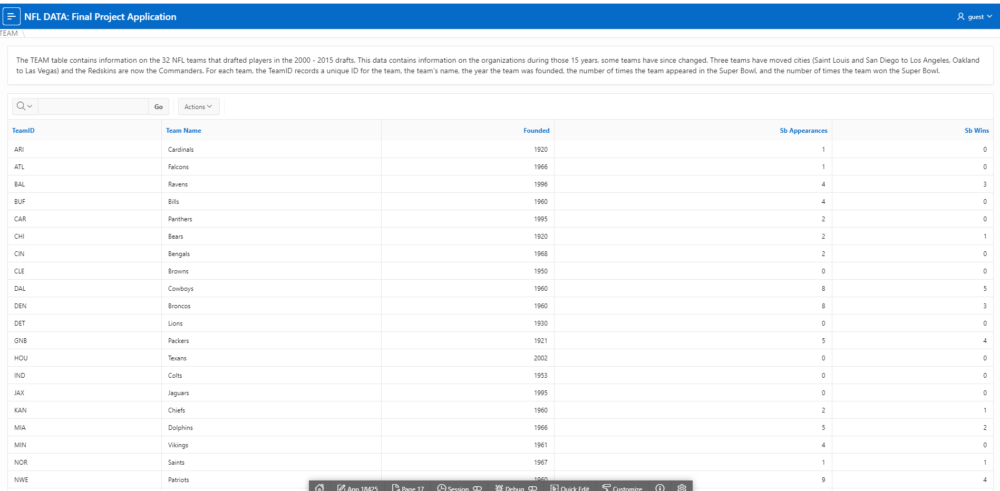 NFL DATA: Final Project Application
guest
TEAM \
The TEAM table contains information on the 32 NFL teams that drafted players in the 2000 - 2015 drafts. This data contains information on the organizations during those 15 years, some teams have since changed. Three teams have moved cities (Saint Louis and San Diego to Los Angeles, Oakland
to Las Vegas) and the Redskins are now the Commanders. For each team, the TeamID records a unique ID for the team, the team's name, the year the team was founded, the number of times the team appeared in the Super Bowl, and the number of times the team won the Super Bowl.
Go Actions
TeamID Team Name Founded Sb Appearances Sb Wins
ARI Cardinals 1920 1 0
ATL Falcons 1966 1 0
BAL Ravens 1996 4 3
BUF Bills 1960 4 0
CAR Panthers 1995 2 0
CHI Bears 1920 2 1
CIN Bengals 1968 2 0
CLE Browns 1950 0 0
DAL Cowboys 1960 8 5
DEN Broncos 1960 8 3
DET Lions 1930 0 0
GNB Packers 1921 5 4
HOU Texans 2002 0 0
IND Colts 1953 0 0
JAX Jaguars 1995 0 0
KAN Chiefs 1960 2 1
MIA Dolphins 1966 5 2
MIN Vikings 1961 4 0
NOR Saints 1967 1 1
NWE Patriots 1960 9 4
App 18425 Page 17 Session Debug Quick Edit Customize